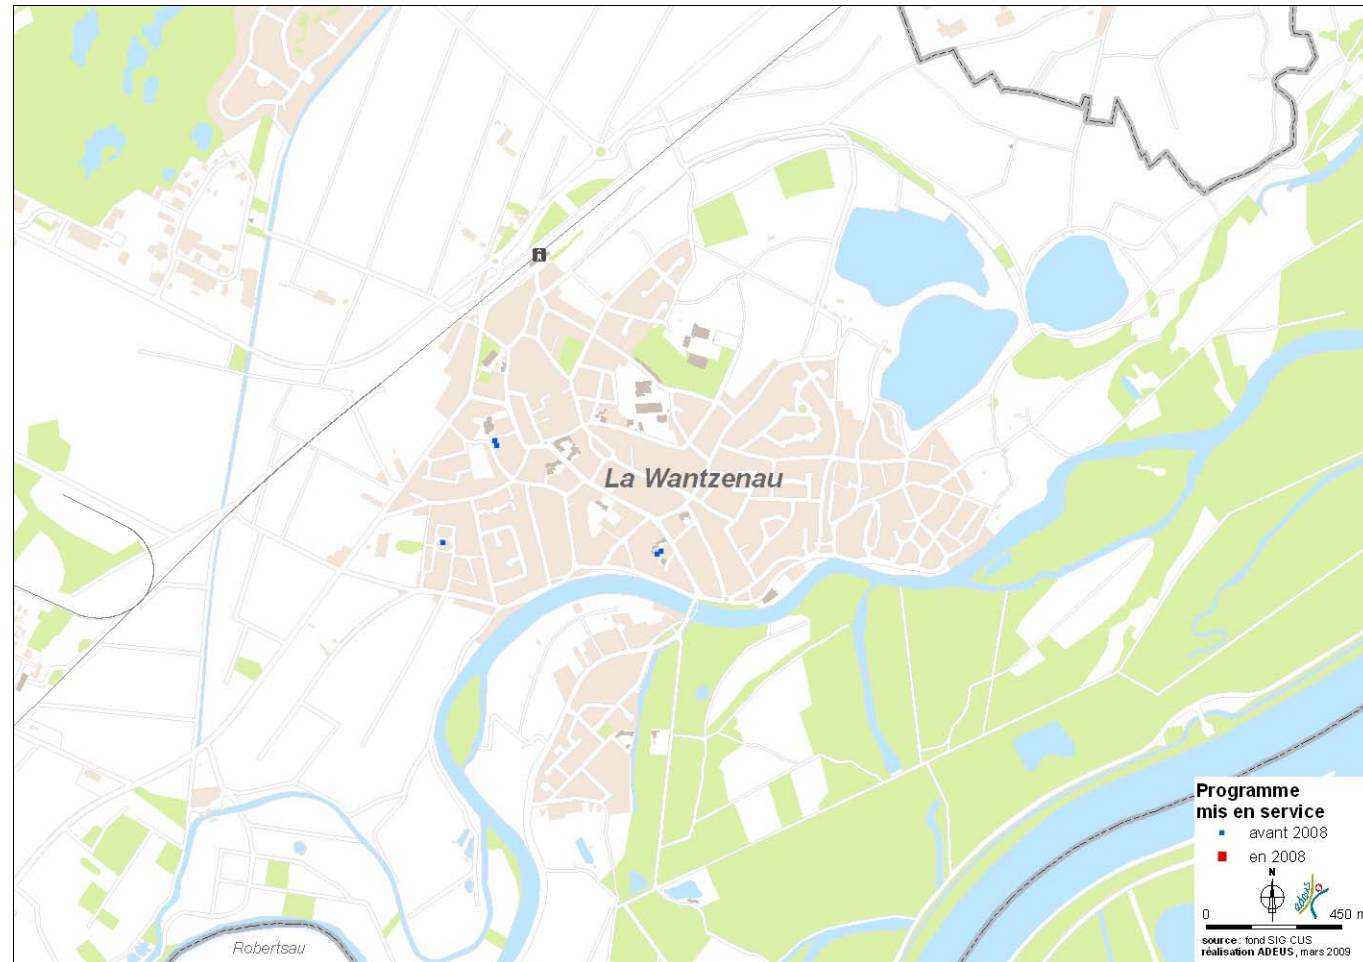 La Wantzenau
Robertsau
Programme
mis en service
avant 2008
en 2008
N
adeus
0 450 m
source : fond SIG CUS
réalisation ADEUS, mars 2009